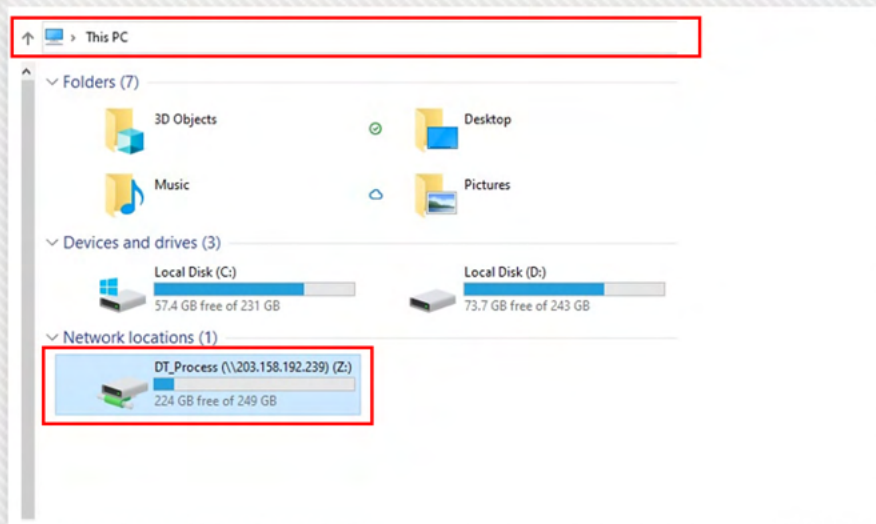 This PC
Folders (7)
3D Objects
Desktop
Music
Pictures
Devices and drives (3)
Local Disk (C:)
57.4 GB free of 231 GB
Local Disk (D:)
73.7 GB free of 243 GB
Network locations (1)
DT_Process (\\203.158.192.239) (Z:)
224 GB free of 249 GB